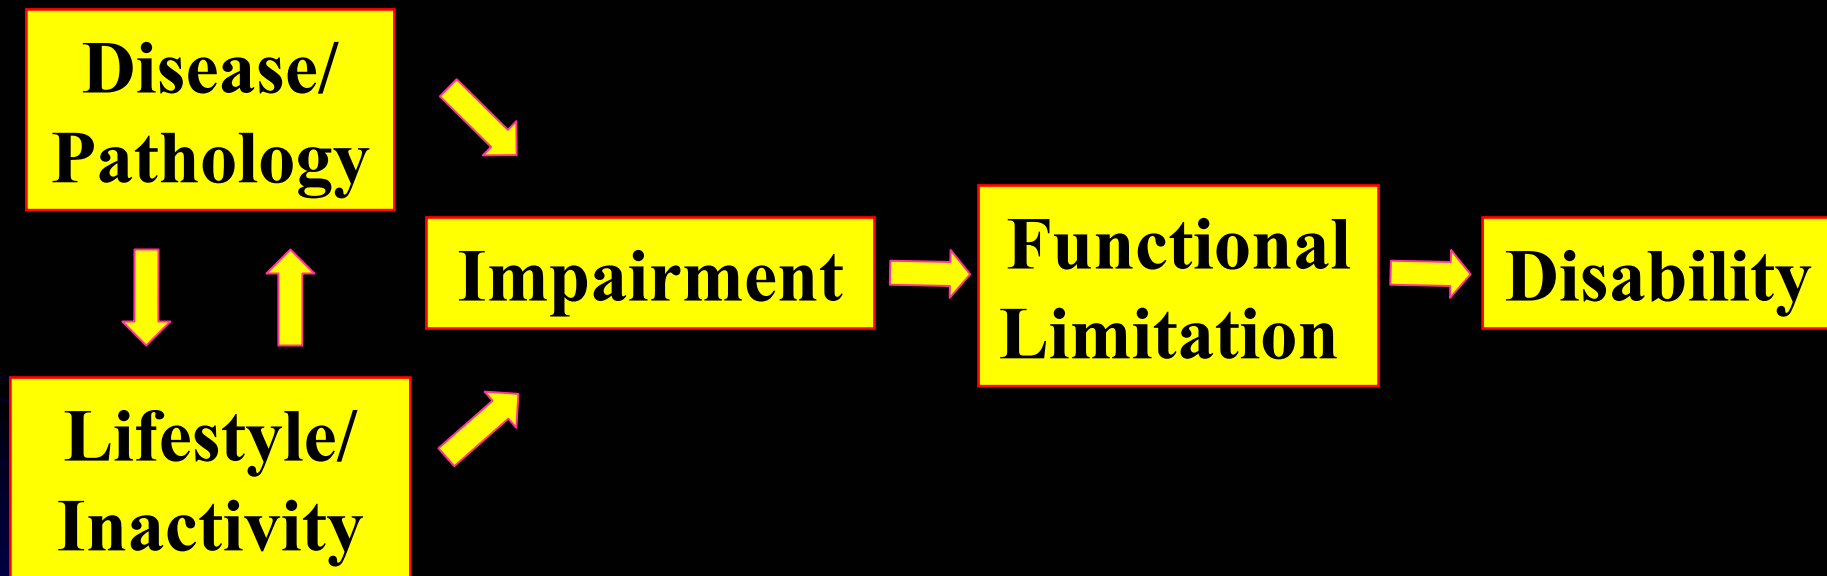 Disease/
Pathology
Impairment
Functional
Limitation
Disability
Lifestyle/
Inactivity